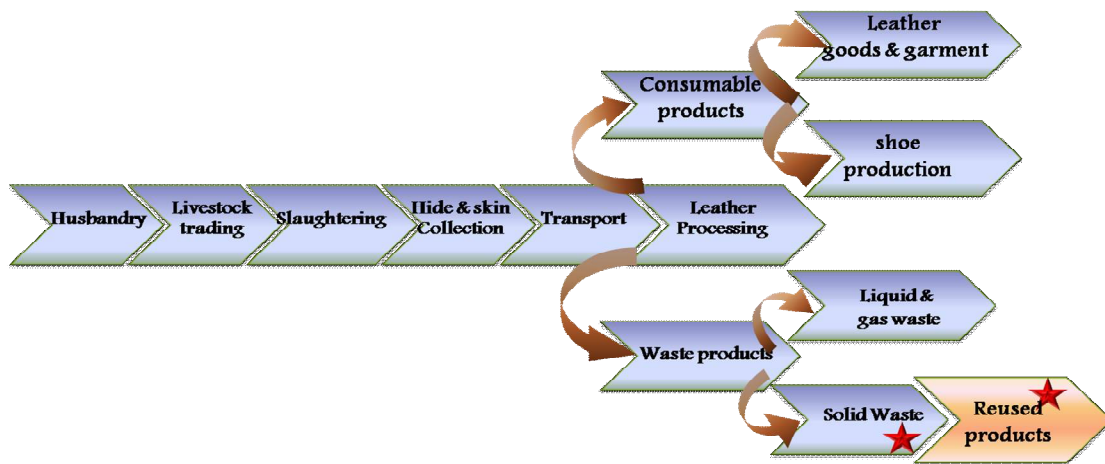 Leather
goods & garment
Consumable
products
shoe
production
Husbandry
Livestock
trading
Slaughtering
Hide & skin
Collection
Transport
Leather
Processing
Liquid &
gas waste
Waste products
Solid Waste
Reused
products